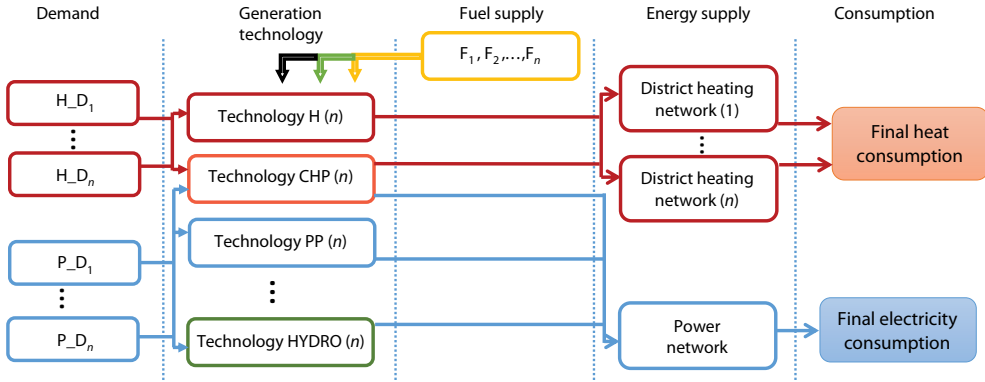 Demand
Generation
technology
Fuel supply
Energy supply
Consumption
F1, F2,...,Fn
H_D1
H_Dn
P_D1
P_Dn
Technology H (n)
Technology CHP (n)
Technology PP (n)
Technology HYDRO (n)
District heating
network (1)
District heating
network (n)
Power
network
Final heat
consumption
Final electricity
consumption